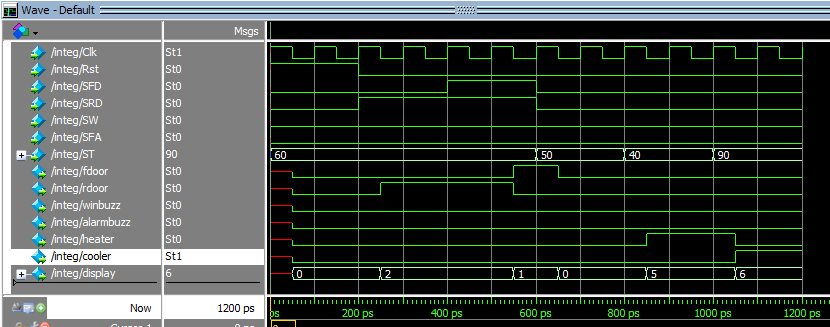 Wave - Default
Msgs
/integ/Clk St1
/integ/Rst St0
/integ/SFD St0
/integ/SRD St0
/integ/SW St0
/integ/SFA St0
/integ/ST 90 60 50 40 90
/integ/fdoor St0
/integ/rdoor St0
/integ/winbuzz St0
/integ/alarmbuzz St0
/integ/heater St0
/integ/cooler St1
/integ/display 6 0 2 1 0 5 6
Now 1200 ps ps 200 ps 400 ps 600 ps 800 ps 1000 ps 1200 ps
Cursor 1 0 ps